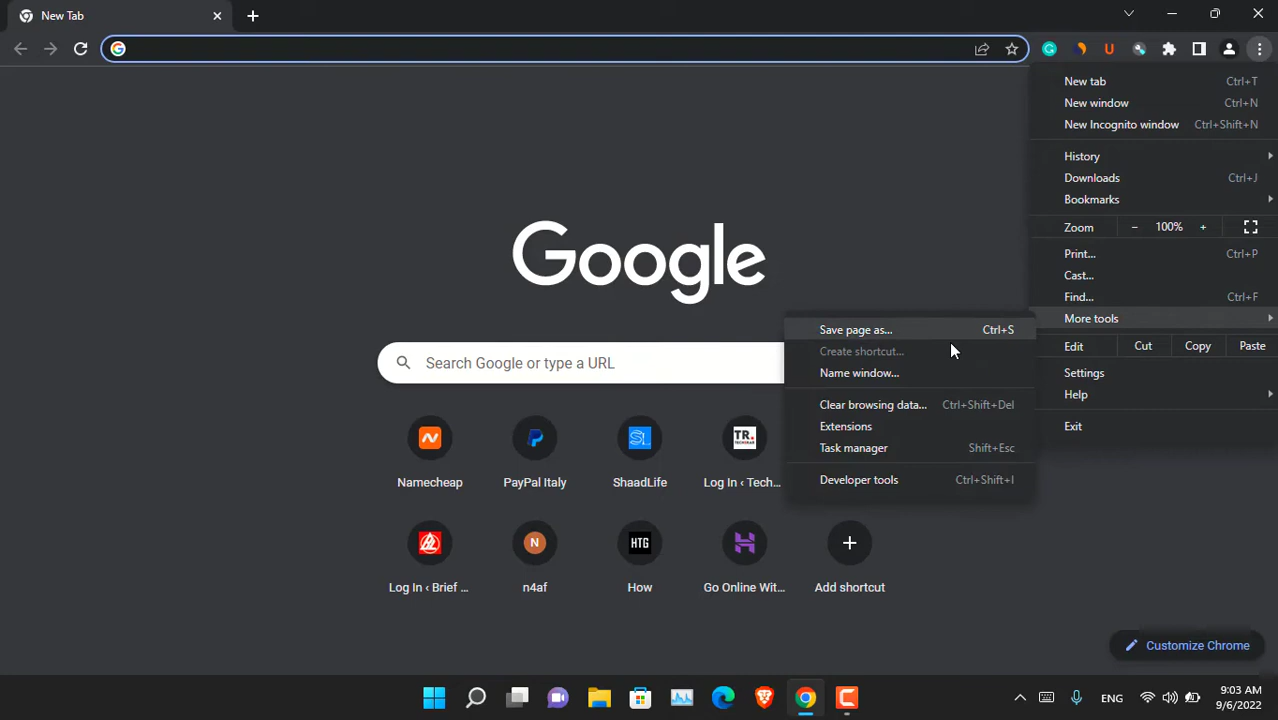 New Tab
New tab Ctrl+T
New window Ctrl+N
New Incognito window Ctrl+Shift+N
History
Downloads Ctrl+J
Bookmarks
Zoom − 100% +
Print... Ctrl+P
Cast...
Find... Ctrl+F
More tools
Edit Cut Copy Paste
Settings
Help
Exit
Save page as... Ctrl+S
Create shortcut...
Name window...
Clear browsing data... Ctrl+Shift+Del
Extensions
Task manager Shift+Esc
Developer tools Ctrl+Shift+I
Google
Search Google or type a URL
TR.
Namecheap
PayPal Italy
ShaadLife
Log In ‹ Tech...
N
HTG
Log In ‹ Brief ...
n4af
How
Go Online Wit...
Add shortcut
Customize Chrome
ENG
9:03 AM
9/6/2022